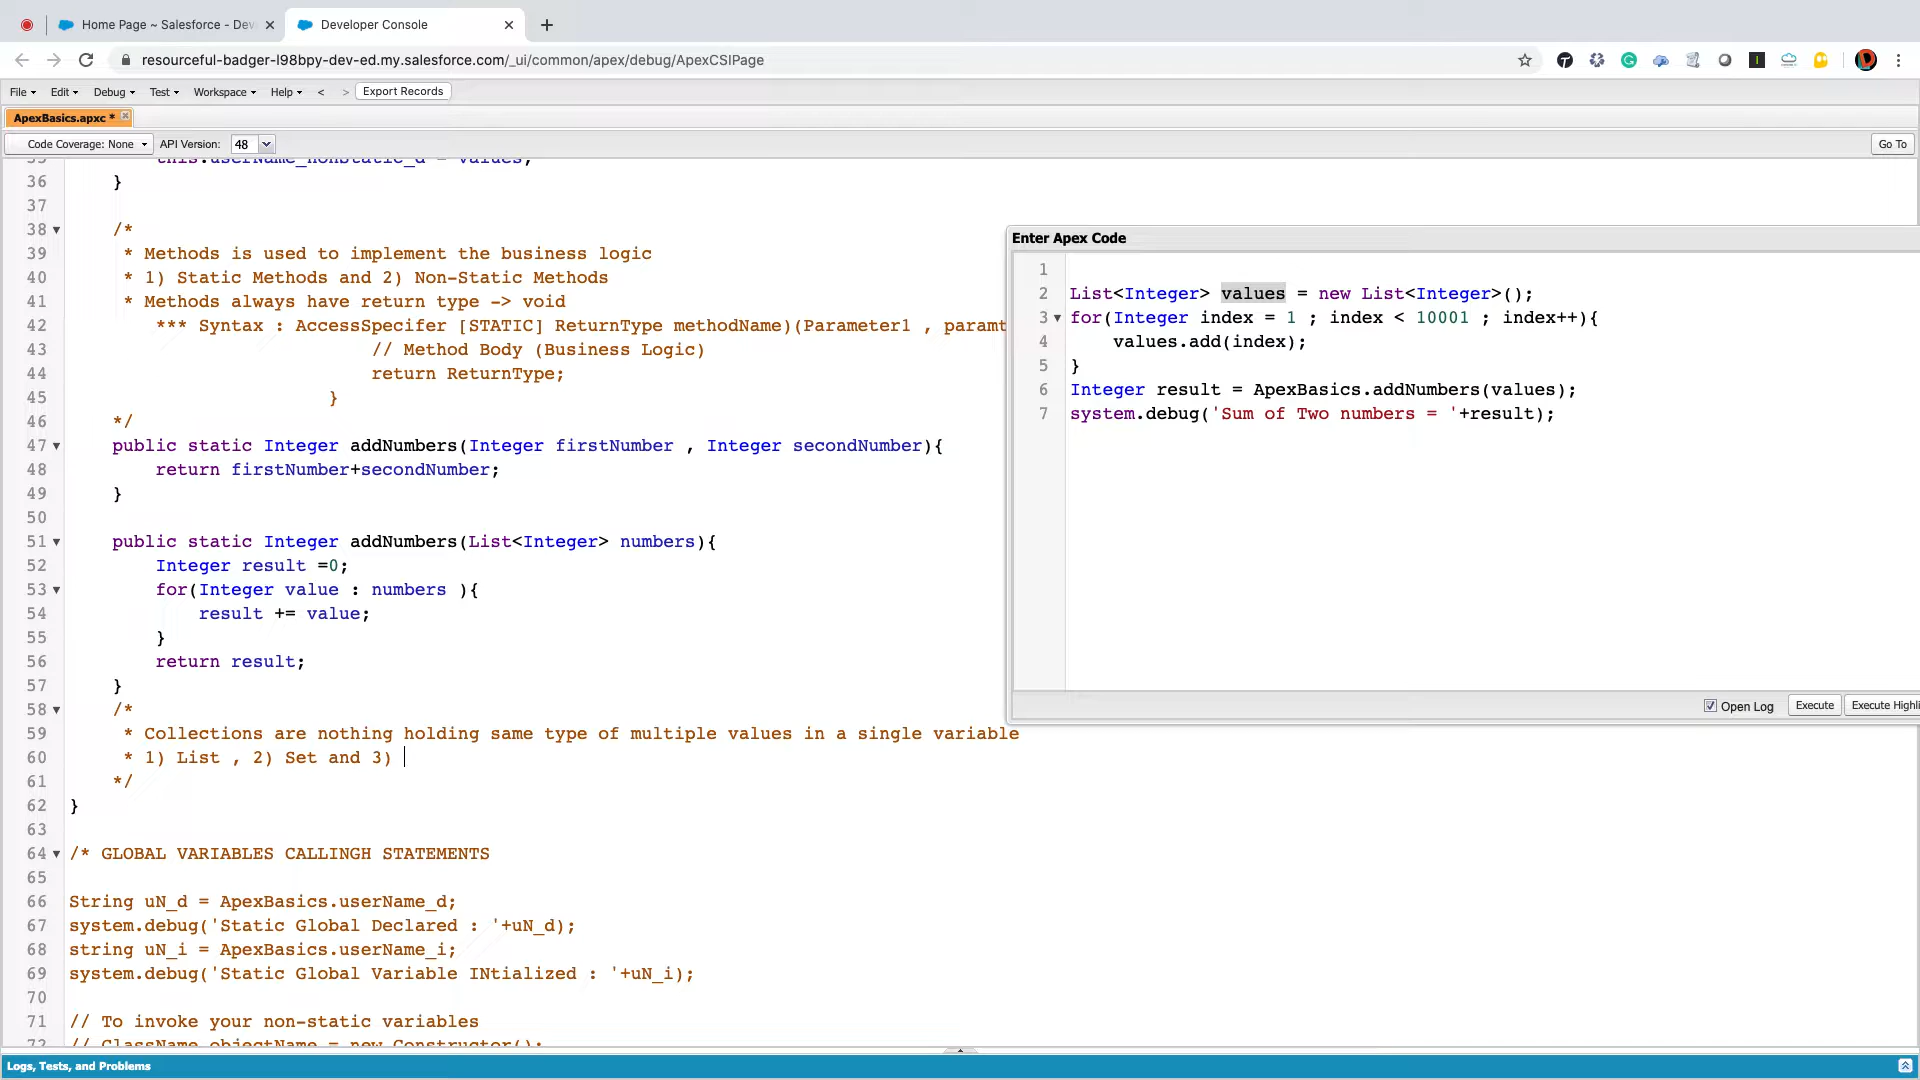 Home Page ~ Salesforce - Dev
Developer Console
resourceful-badger-l98bpy-dev-ed.my.salesforce.com/_ui/common/apex/debug/ApexCSIPage
File Edit Debug Test Workspace Help < > Export Records
ApexBasics.apxc *
Code Coverage: None API Version: 48 Go To
35 this.userName_nonStatic_d = values;
36 }
37
38 /*
39 * Methods is used to implement the business logic
40 * 1) Static Methods and 2) Non-Static Methods
41 * Methods always have return type -> void
42 *** Syntax : AccessSpecifer [STATIC] ReturnType methodName)(Parameter1 , paramt
43 // Method Body (Business Logic)
44 return ReturnType;
45 }
46 */
47 public static Integer addNumbers(Integer firstNumber , Integer secondNumber){
48 return firstNumber+secondNumber;
49 }
50
51 public static Integer addNumbers(List<Integer> numbers){
52 Integer result =0;
53 for(Integer value : numbers ){
54 result += value;
55 }
56 return result;
57 }
58 /*
59 * Collections are nothing holding same type of multiple values in a single variable
60 * 1) List , 2) Set and 3)
61 */
62 }
63
64 /* GLOBAL VARIABLES CALLINGH STATEMENTS
65
66 String uN_d = ApexBasics.userName_d;
67 system.debug('Static Global Declared : '+uN_d);
68 string uN_i = ApexBasics.userName_i;
69 system.debug('Static Global Variable INtialized : '+uN_i);
70
71 // To invoke your non-static variables
72 // ClassName objectName = new Constructor();
Enter Apex Code
1
2 List<Integer> values = new List<Integer>();
3 for(Integer index = 1 ; index < 10001 ; index++){
4 values.add(index);
5 }
6 Integer result = ApexBasics.addNumbers(values);
7 system.debug('Sum of Two numbers = '+result);
Open Log Execute Execute Highli
Logs, Tests, and Problems